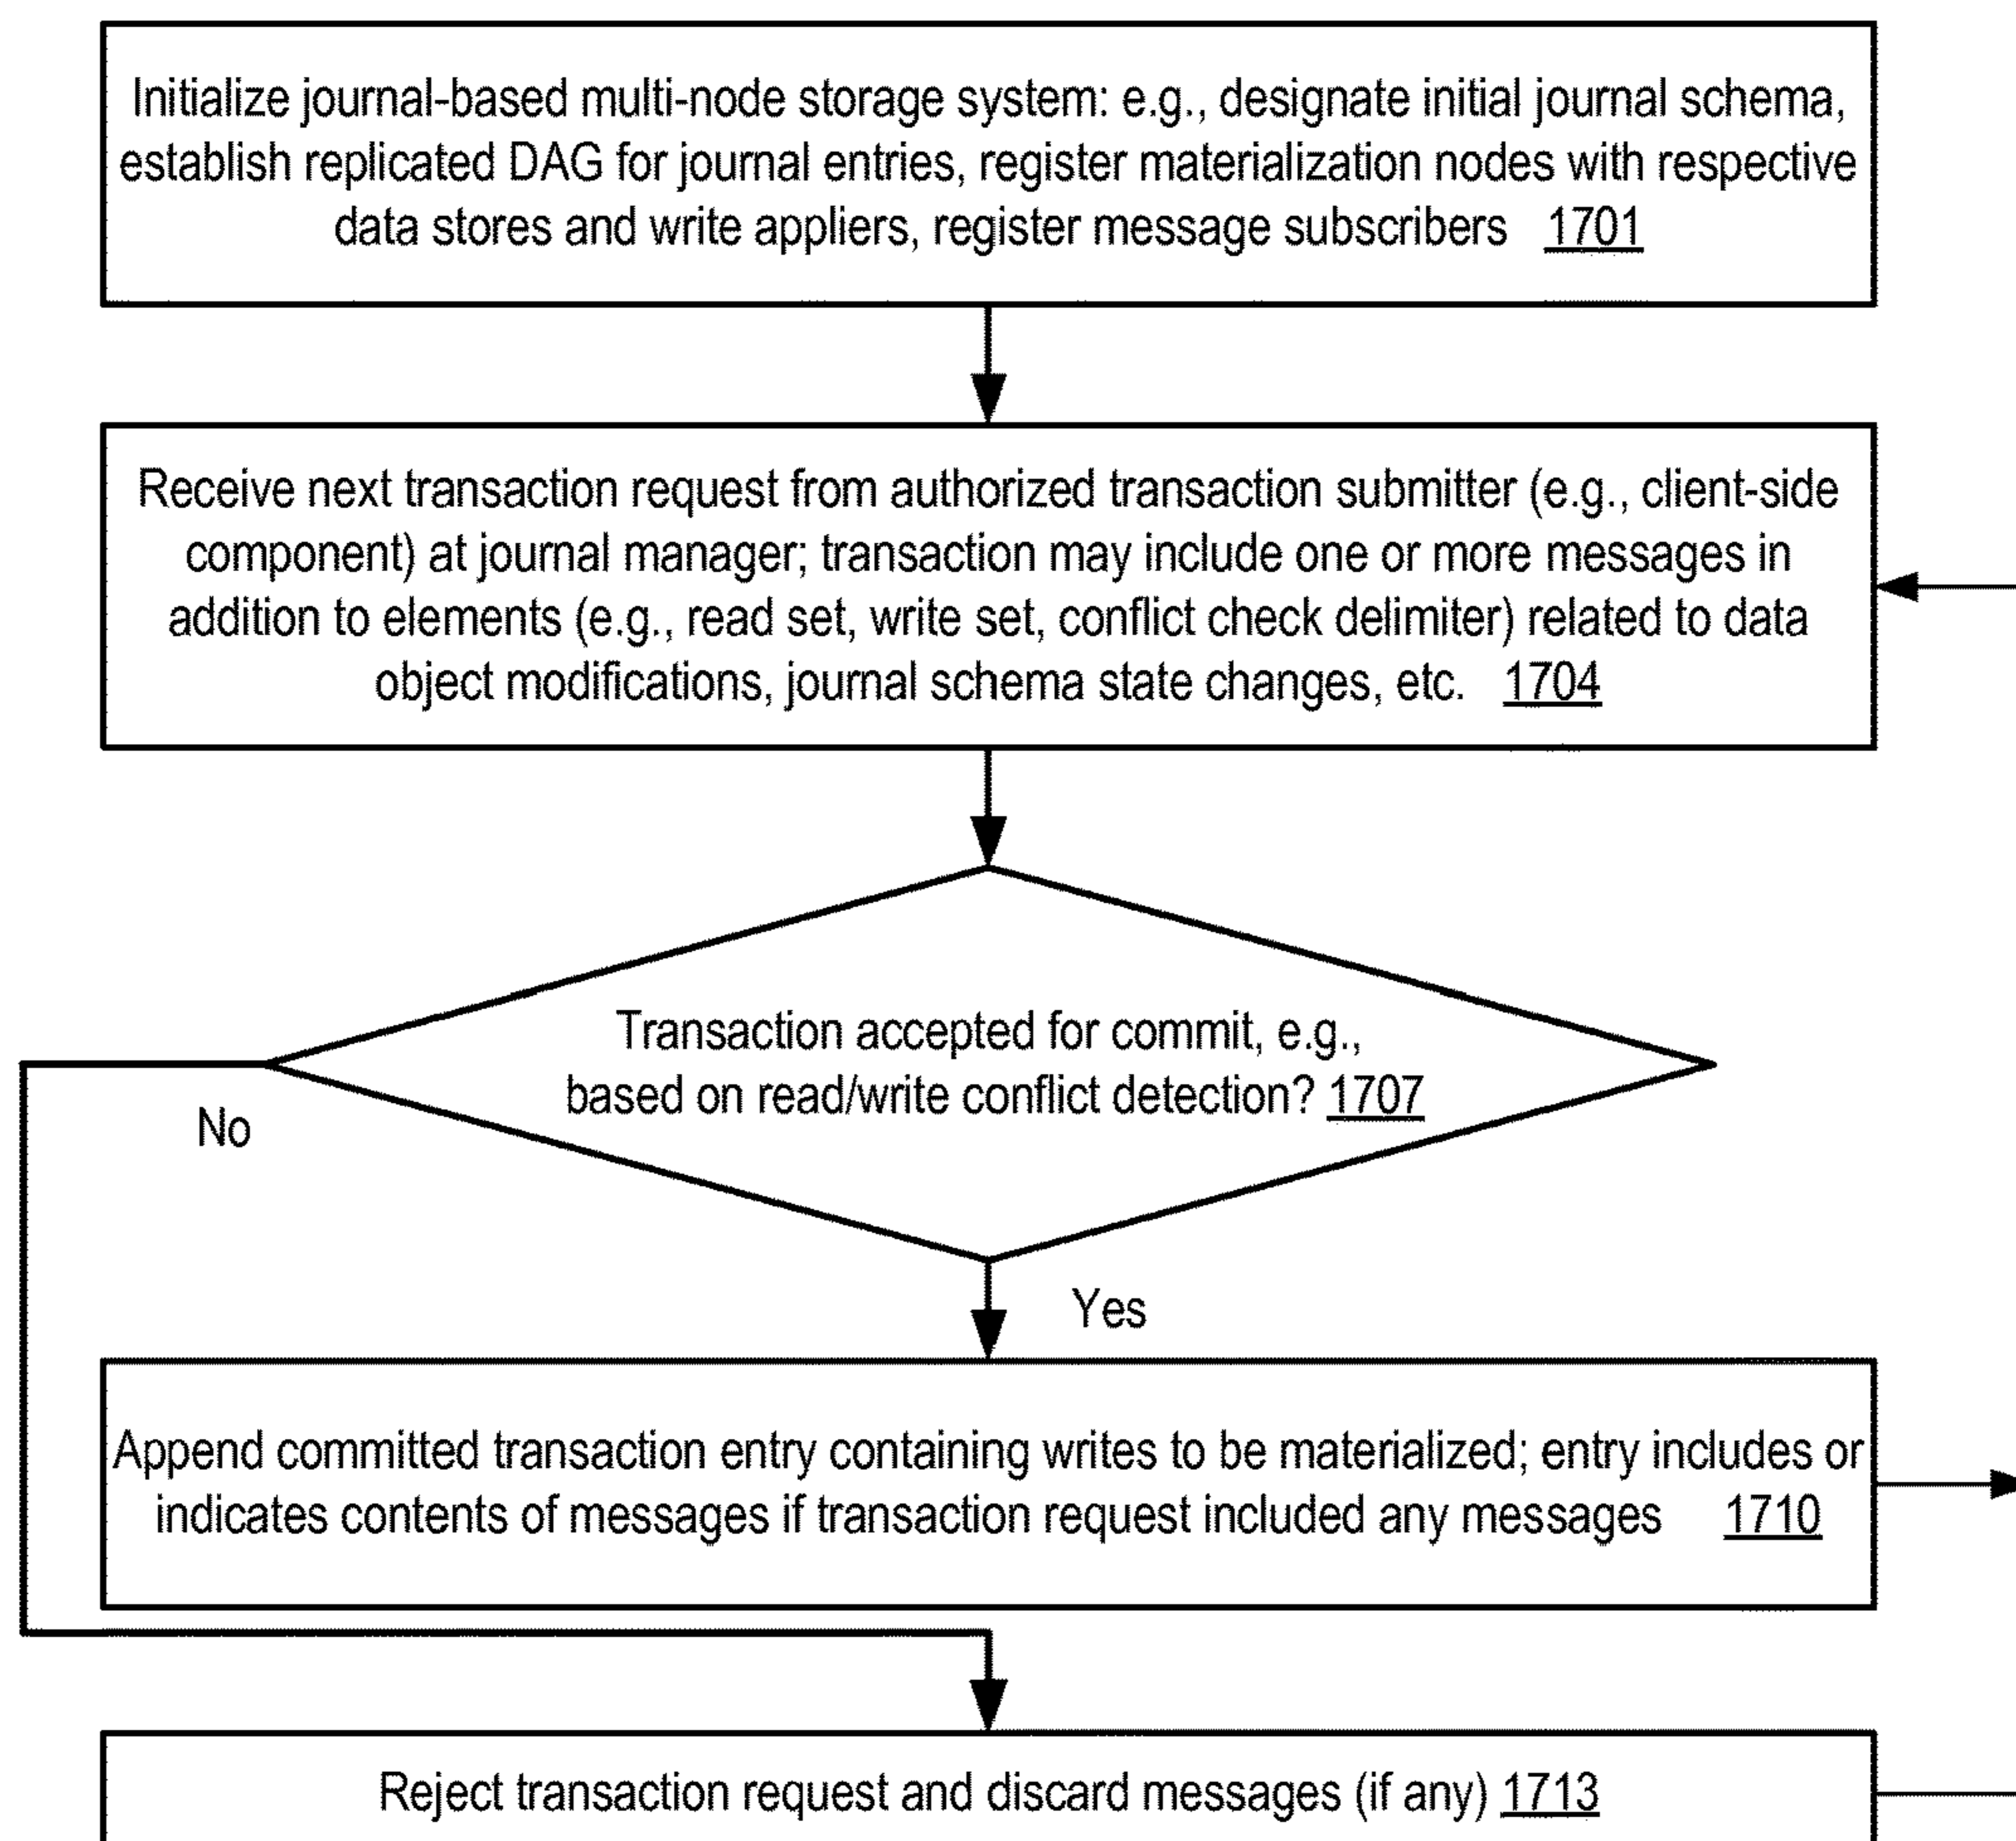 Initialize journal-based multi-node storage system: e.g., designate initial journal schema,
establish replicated DAG for journal entries, register materialization nodes with respective
data stores and write appliers, register message subscribers 1701
Receive next transaction request from authorized transaction submitter (e.g., client-side
component) at journal manager; transaction may include one or more messages in
addition to elements (e.g., read set, write set, conflict check delimiter) related to data
object modifications, journal schema state changes, etc. 1704
Transaction accepted for commit, e.g.,
based on read/write conflict detection? 1707
No
Yes
Append committed transaction entry containing writes to be materialized; entry includes or
indicates contents of messages if transaction request included any messages 1710
Reject transaction request and discard messages (if any) 1713